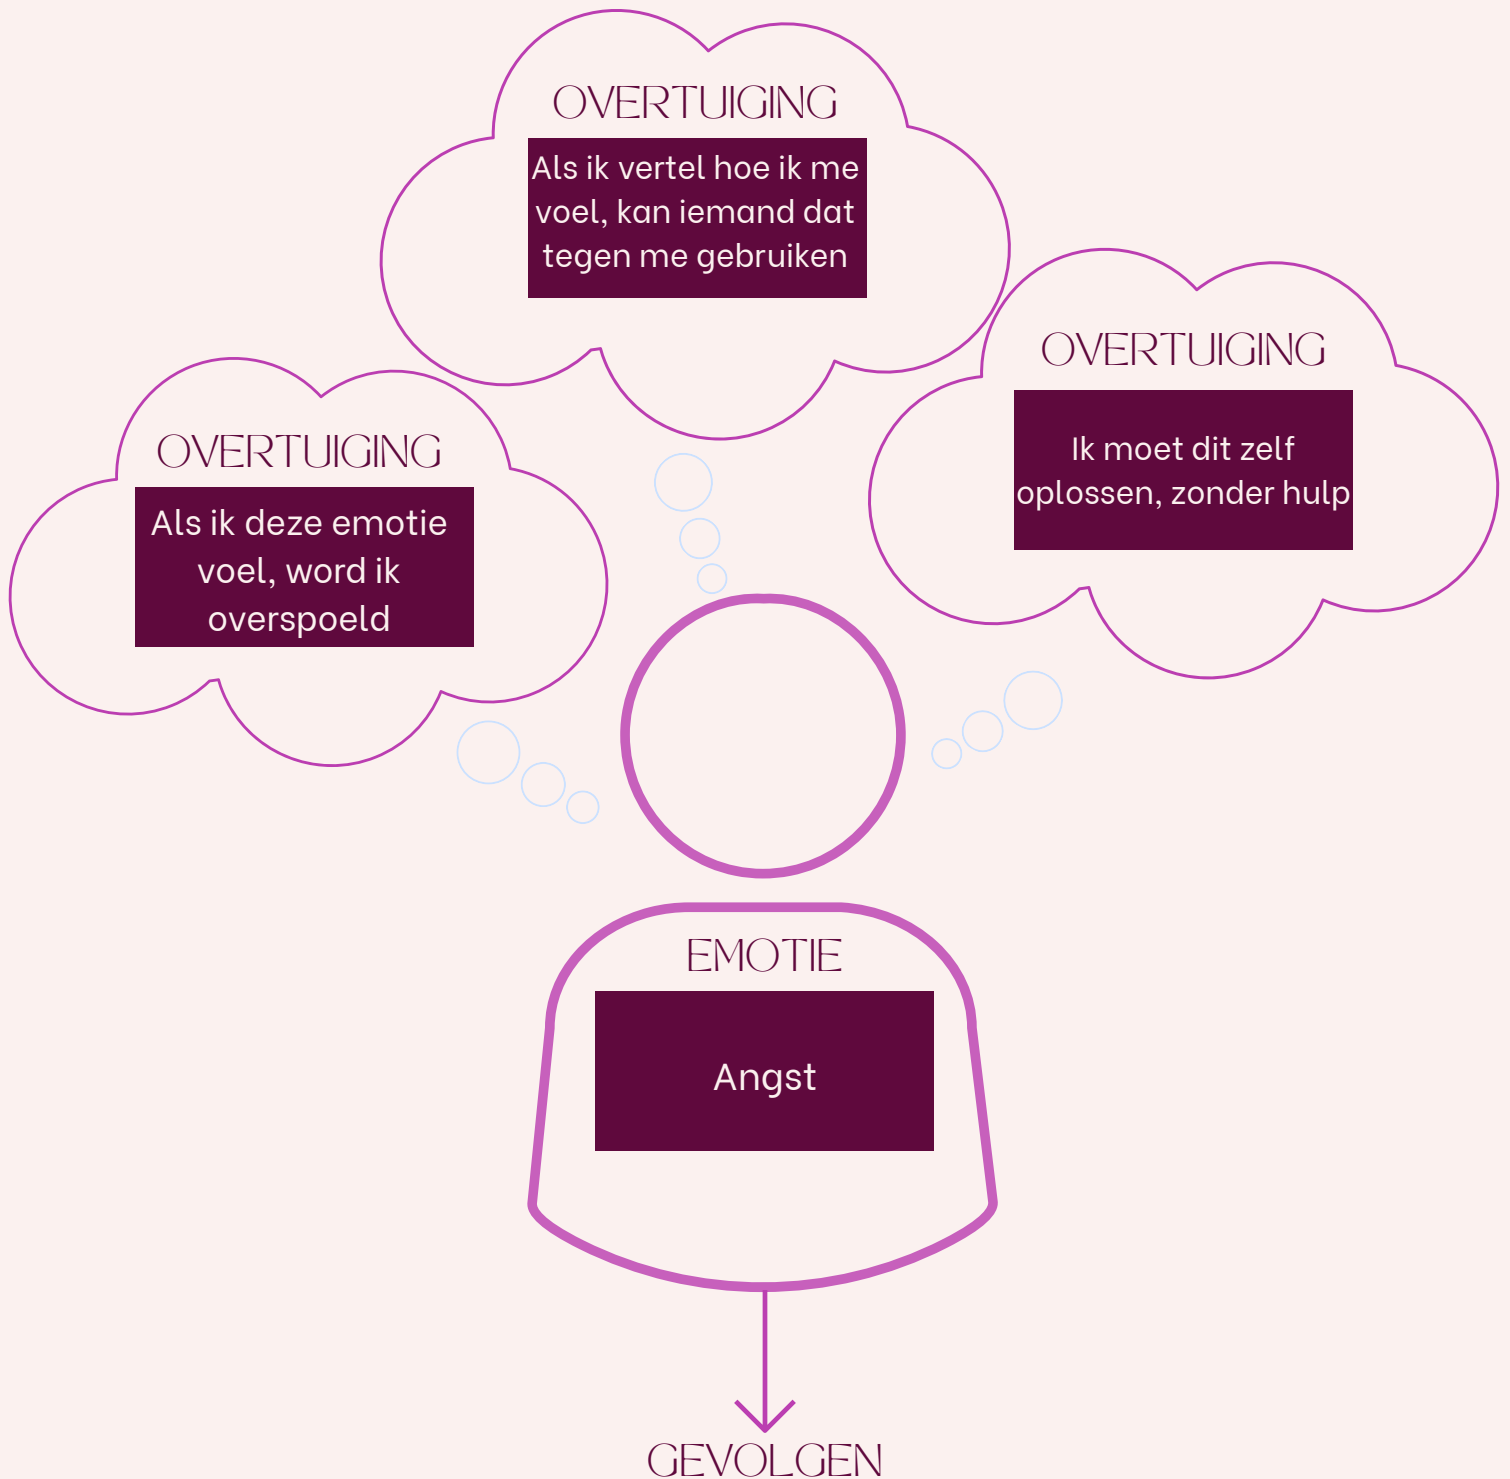 OVERTUIGING
Als ik vertel hoe ik me
voel, kan iemand dat
tegen me gebruiken
OVERTUIGING
Ik moet dit zelf
oplossen, zonder hulp
OVERTUIGING
Als ik deze emotie
voel, word ik
overspoeld
EMOTIE
Angst
GEVOLGEN